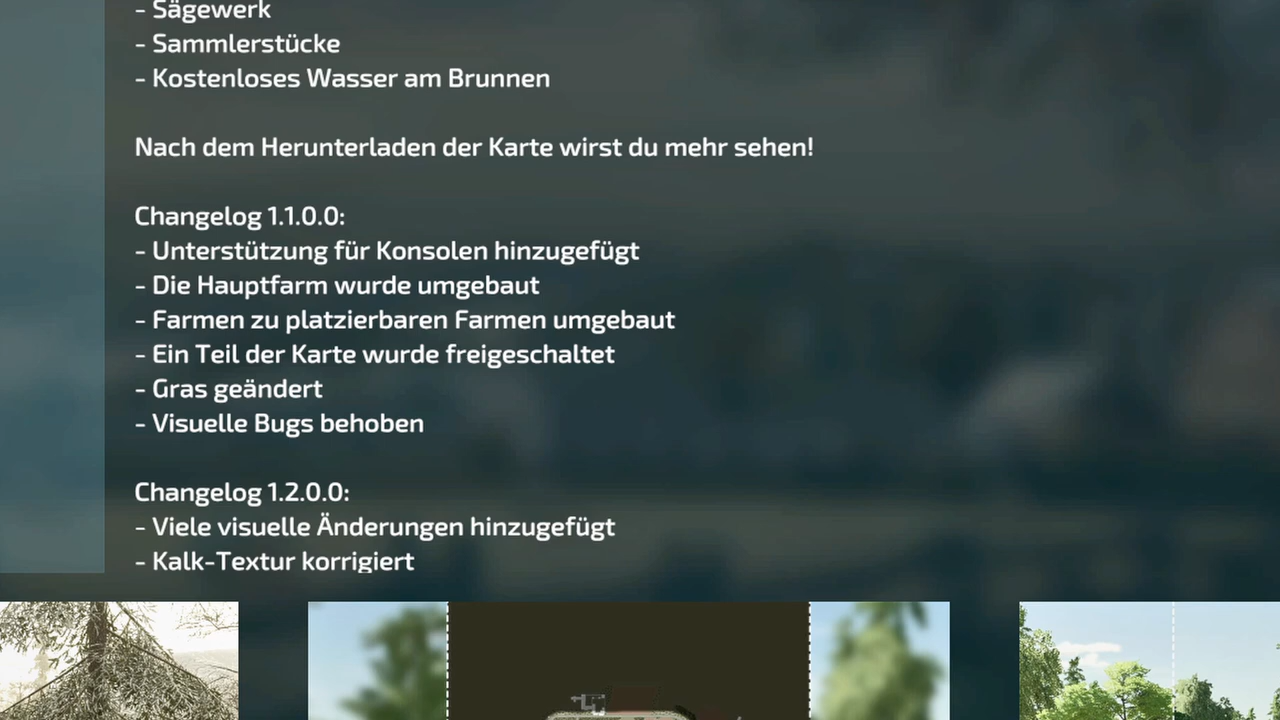 - Sägewerk
- Sammlerstücke
- Kostenloses Wasser am Brunnen
Nach dem Herunterladen der Karte wirst du mehr sehen!
Changelog 1.1.0.0:
- Unterstützung für Konsolen hinzugefügt
- Die Hauptfarm wurde umgebaut
- Farmen zu platzierbaren Farmen umgebaut
- Ein Teil der Karte wurde freigeschaltet
- Gras geändert
- Visuelle Bugs behoben
Changelog 1.2.0.0:
- Viele visuelle Änderungen hinzugefügt
- Kalk-Textur korrigiert